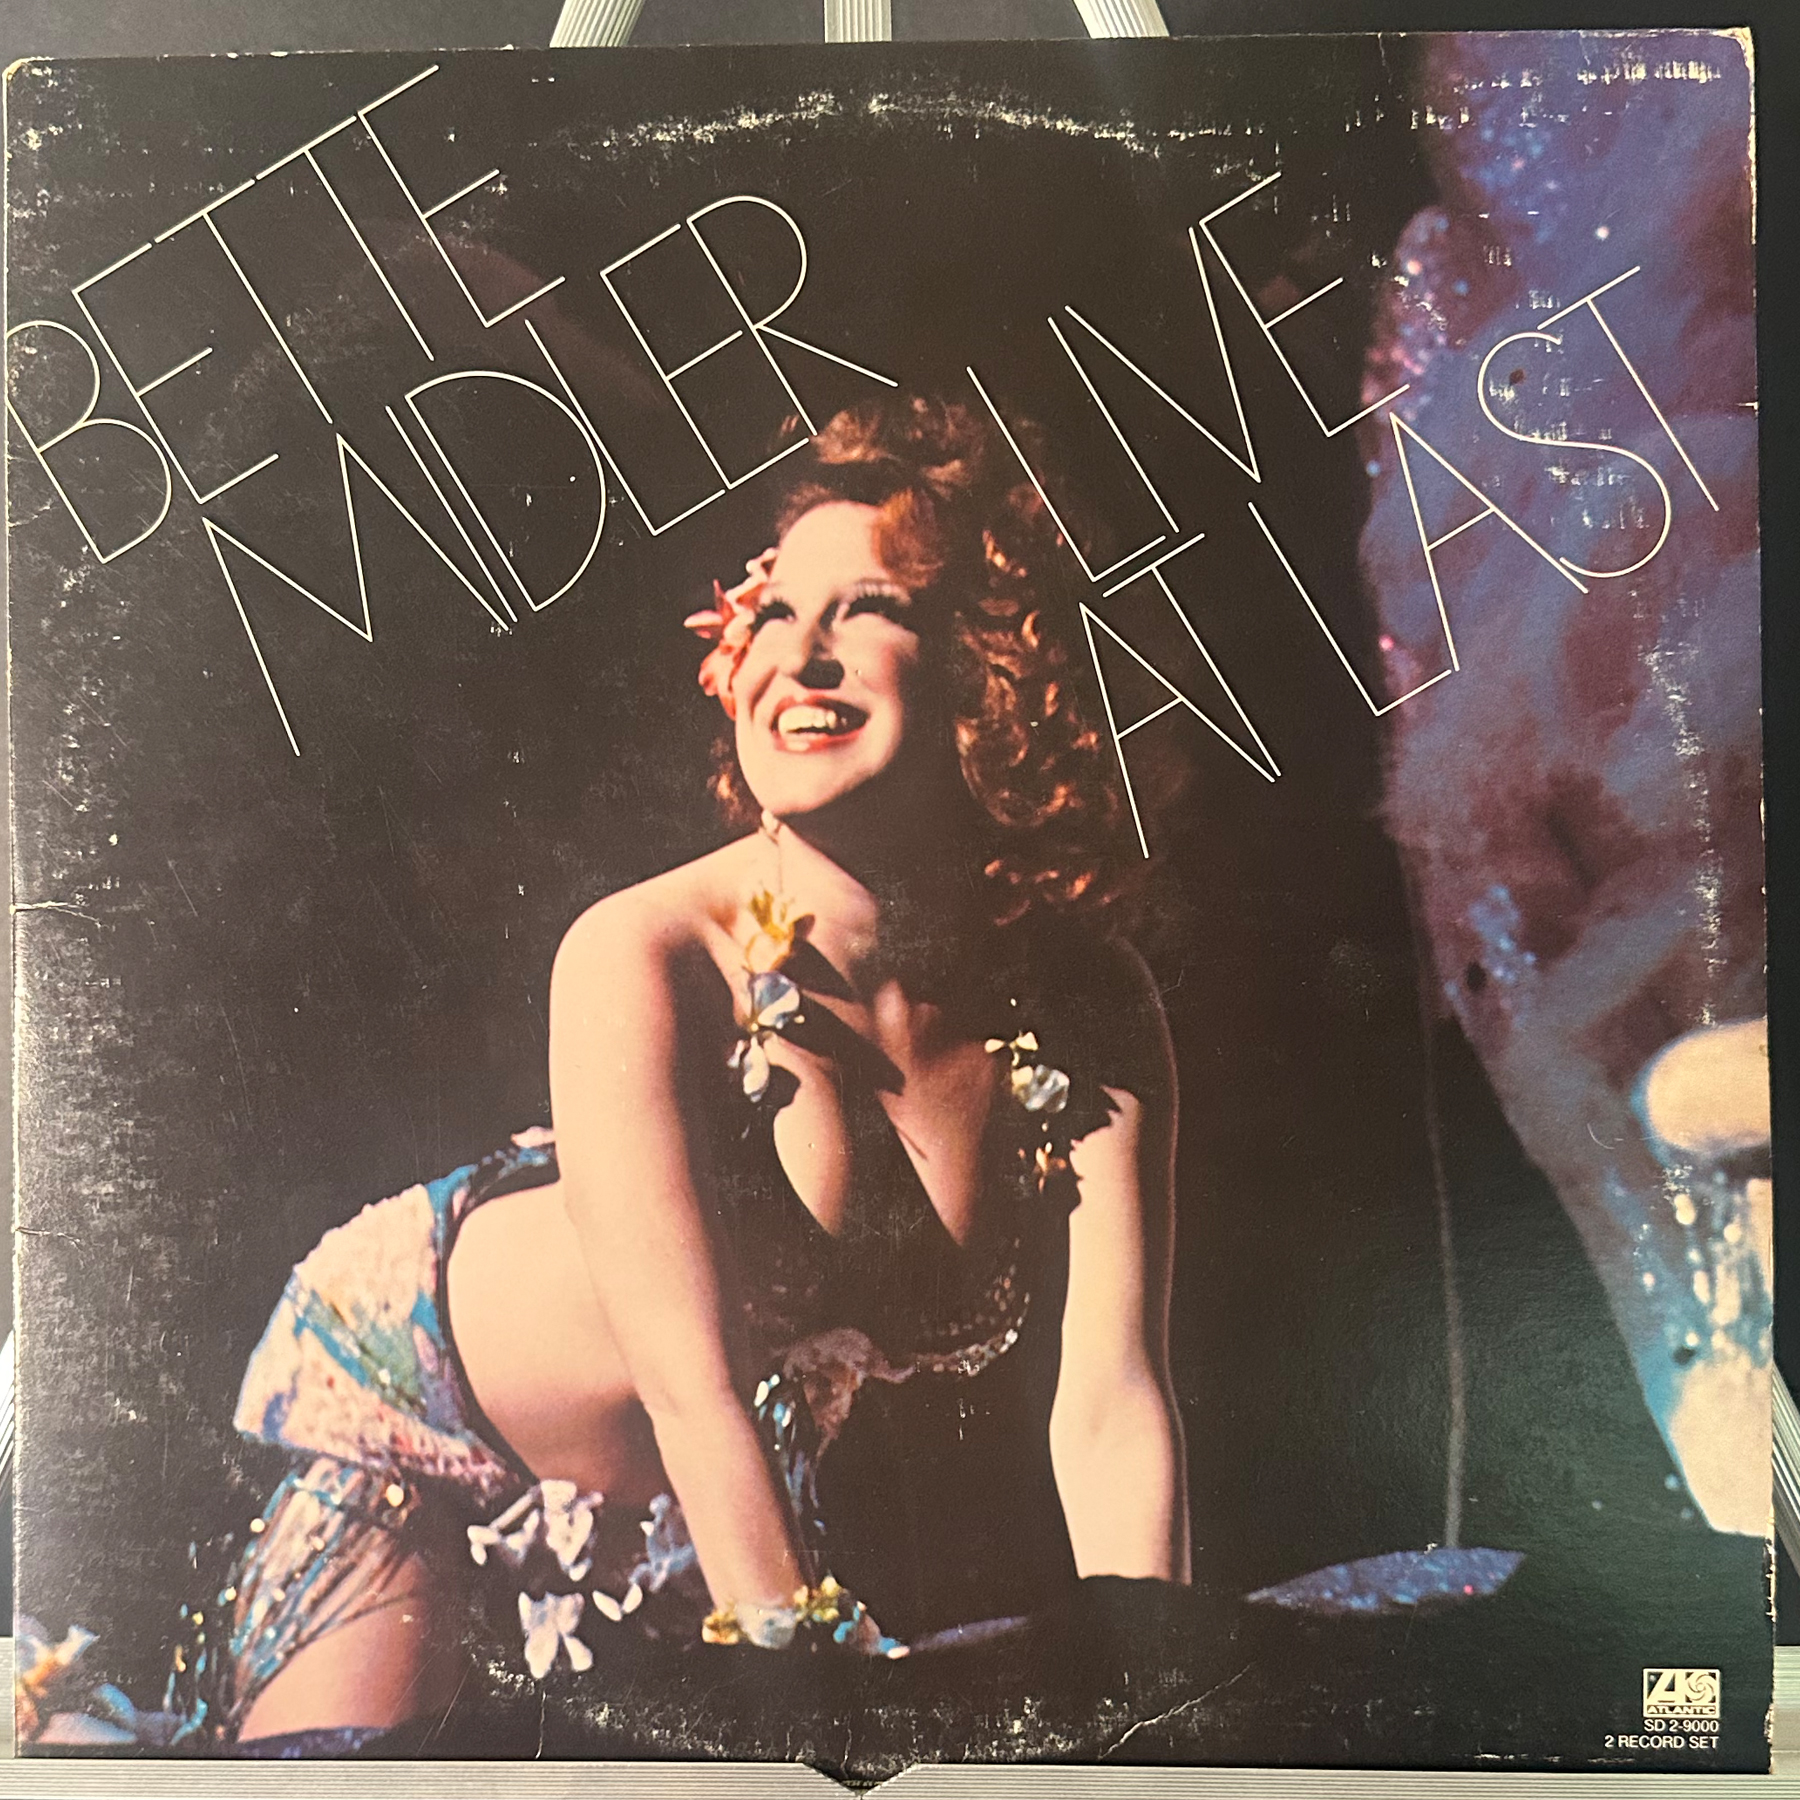 BETTE
MIDLER
LIVE
AT LAST
ATLANTIC
SD 2-9000
2 RECORD SET